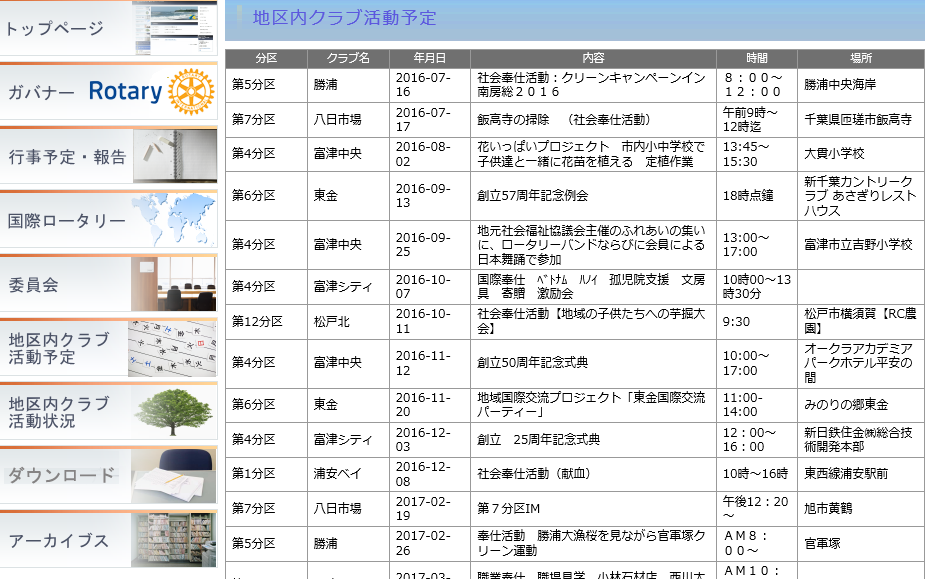 トップページ
ガバナー Rotary
行事予定・報告
国際ロータリー
委員会
地区内クラブ
活動予定
地区内クラブ
活動状況
ダウンロード
アーカイブス
地区内クラブ活動予定
分区 クラブ名 年月日 内容 時間 場所
第5分区 勝浦 2016-07-16 社会奉仕活動：クリーンキャンペーンイン南房総２０１６ ８：００～１２：００ 勝浦中央海岸
第7分区 八日市場 2016-07-17 飯高寺の掃除　（社会奉仕活動） 午前9時～12時迄 千葉県匝瑳市飯高寺
第4分区 富津中央 2016-08-02 花いっぱいプロジェクト　市内小中学校で子供達と一緒に花苗を植える　定植作業 13:45～15:30 大貫小学校
第6分区 東金 2016-09-13 創立57周年記念例会 18時点鐘 新千葉カントリークラブ あさぎりレストハウス
第4分区 富津中央 2016-09-25 地元社会福祉協議会主催のふれあいの集いに、ロータリーバンドならびに会員による日本舞踊で参加 13:00～17:00 富津市立吉野小学校
第4分区 富津シティ 2016-10-07 国際奉仕　ﾍﾞﾄﾅﾑ　ﾊﾉｲ　孤児院支援　文房具　寄贈　激励会 10時00～13時30分
第12分区 松戸北 2016-10-11 社会奉仕活動【地域の子供たちへの芋掘大会】 9:30 松戸市横須賀【RC農園】
第4分区 富津中央 2016-11-12 創立50周年記念式典 10:00～17:00 オークラアカデミアパークホテル平安の間
第6分区 東金 2016-11-20 地域国際交流プロジェクト「東金国際交流パーティー」 11:00-14:00 みのりの郷東金
第4分区 富津シティ 2016-12-03 創立　25周年記念式典 12：00～16：00 新日鉄住金㈱総合技術開発本部
第1分区 浦安ベイ 2016-12-08 社会奉仕活動（献血） 10時～16時 東西線浦安駅前
第7分区 八日市場 2017-02-19 第７分区IM 午後12：20～ 旭市黄鶴
第5分区 勝浦 2017-02-26 奉仕活動　勝浦大漁桜を見ながら官軍塚クリーン運動 ＡＭ８：００～ 官軍塚
2017-03- 職業奉仕　職場見学　小林石材店　西川大 ＡＭ１０：